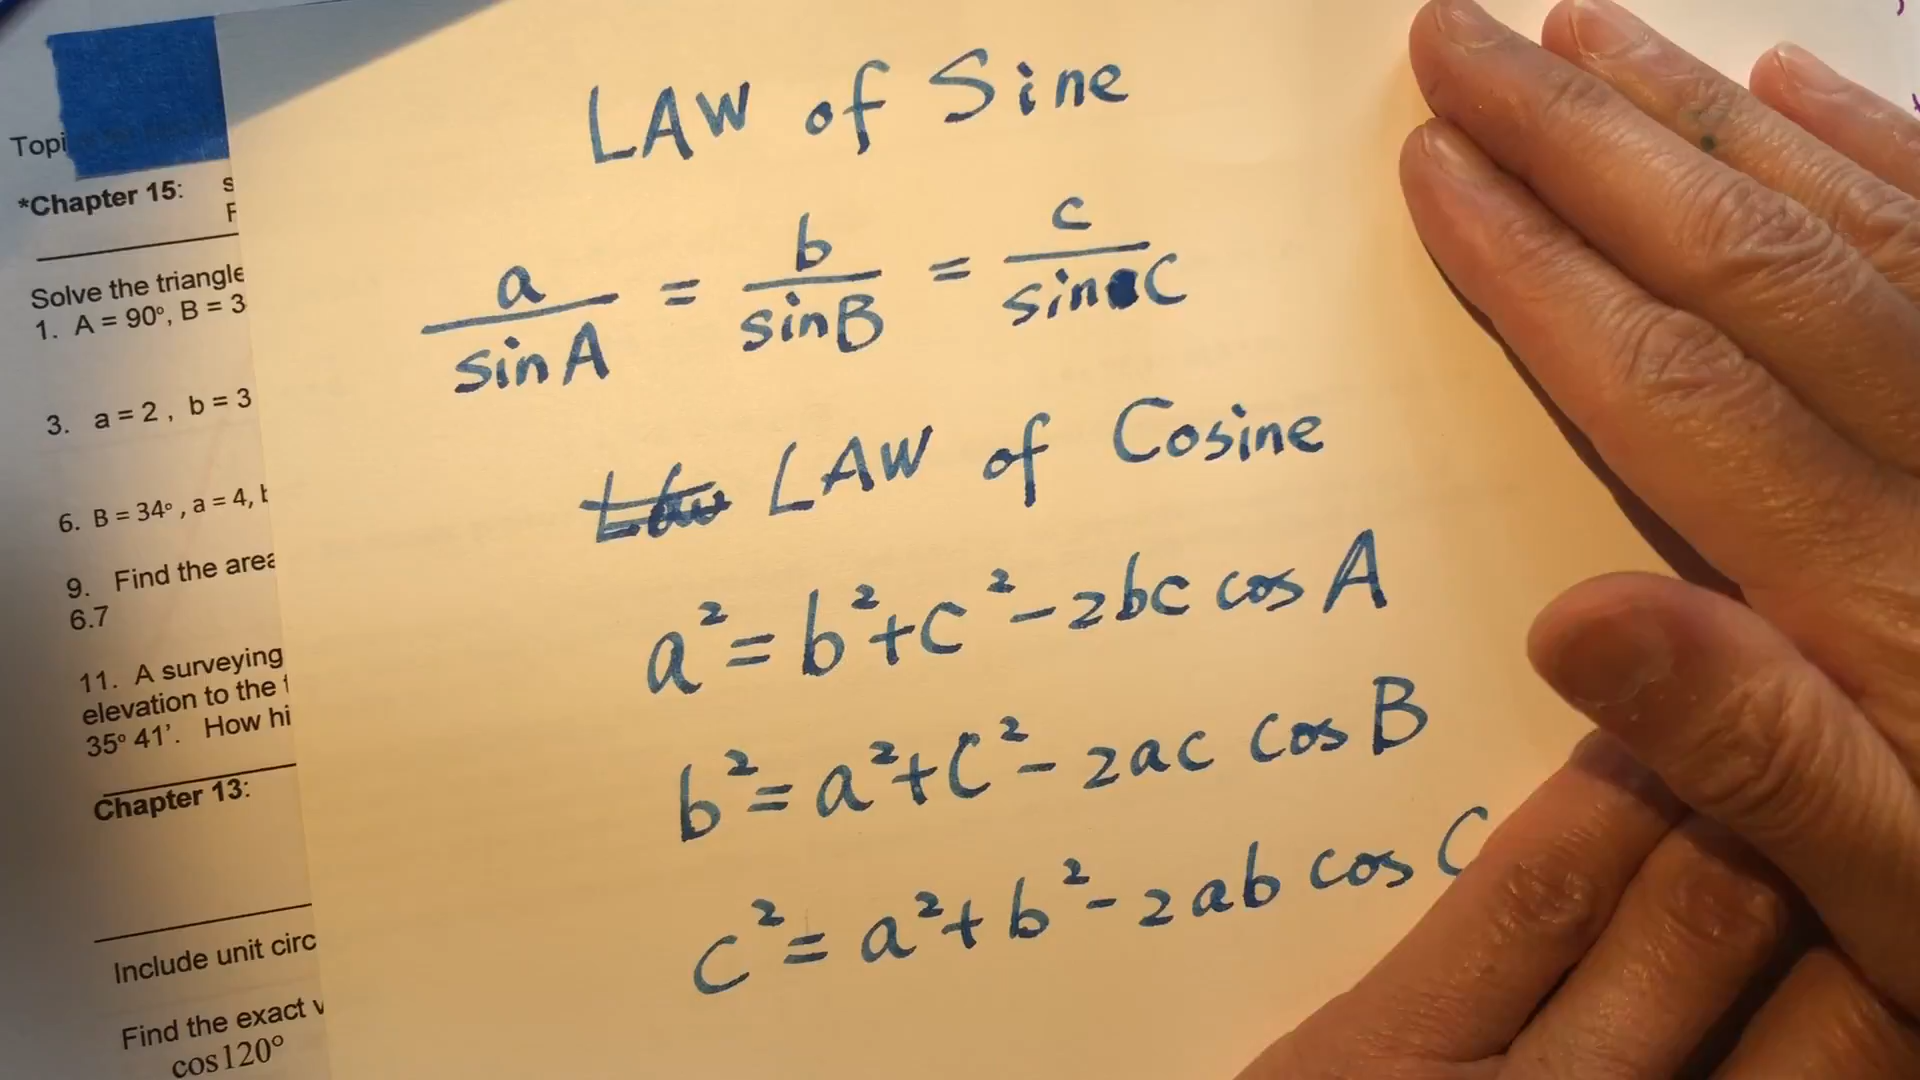 Topi
*Chapter 15: s
F
Solve the triangle
1. A = 90°, B = 3
3. a = 2 , b = 3
6. B = 34° , a = 4, b
9. Find the area
6.7
11. A surveying
elevation to the t
35° 41’. How hi
Chapter 13:
Include unit circ
Find the exact v
cos120°
LAW of Sine
a/sin A = b/sin B = c/sin C
Law LAW of Cosine
a² = b² + c² - 2bc cos A
b² = a² + c² - 2ac cos B
c² = a² + b² - 2ab cos C